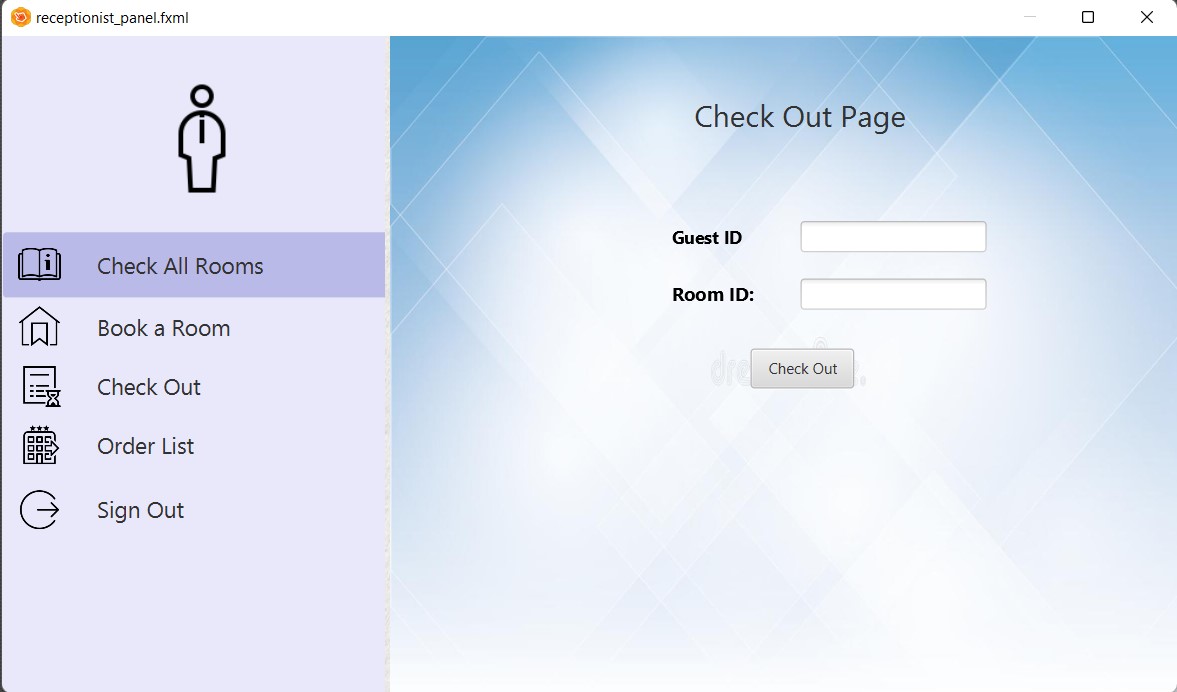 receptionist_panel.fxml
Check All Rooms
Book a Room
Check Out
Order List
Sign Out
Check Out Page
Guest ID
Room ID:
Check Out